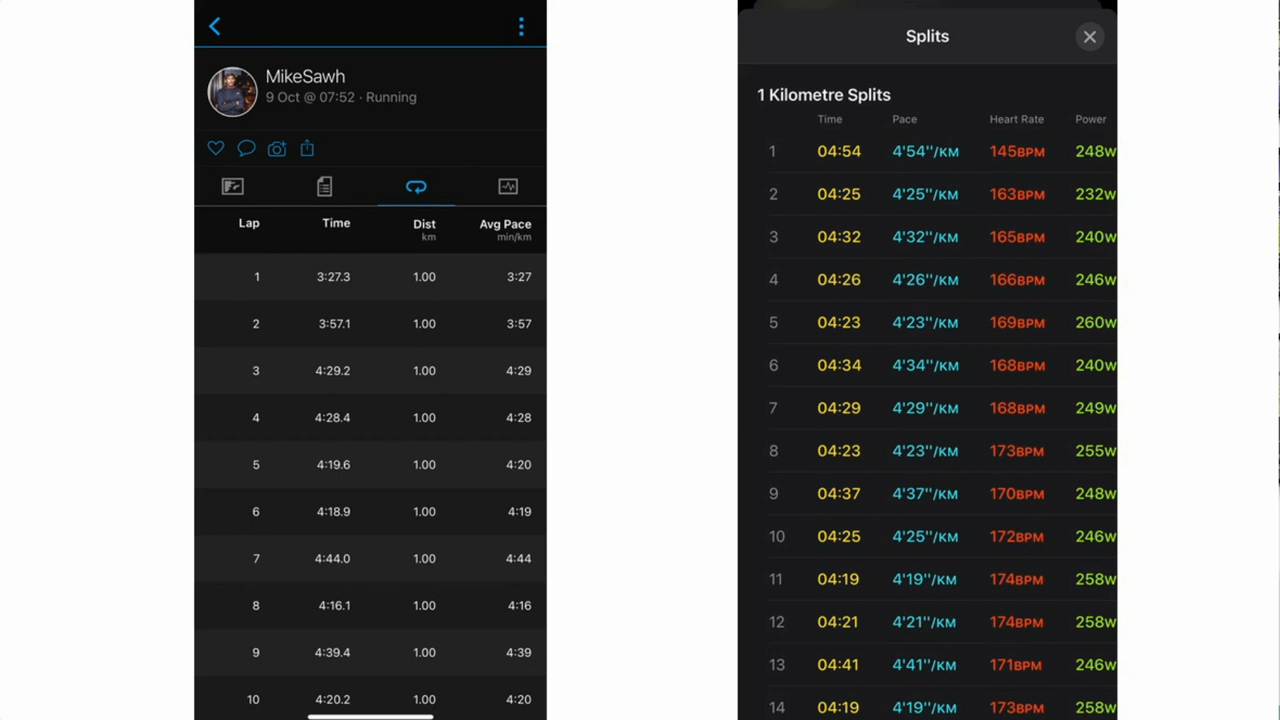 MikeSawh
9 Oct @ 07:52 · Running
Lap Time Dist Avg Pace
km min/km
1 3:27.3 1.00 3:27
2 3:57.1 1.00 3:57
3 4:29.2 1.00 4:29
4 4:28.4 1.00 4:28
5 4:19.6 1.00 4:20
6 4:18.9 1.00 4:19
7 4:44.0 1.00 4:44
8 4:16.1 1.00 4:16
9 4:39.4 1.00 4:39
10 4:20.2 1.00 4:20
Splits
1 Kilometre Splits
Time Pace Heart Rate Power
1 04:54 4'54''/KM 145BPM 248W
2 04:25 4'25''/KM 163BPM 232W
3 04:32 4'32''/KM 165BPM 240W
4 04:26 4'26''/KM 166BPM 246W
5 04:23 4'23''/KM 169BPM 260W
6 04:34 4'34''/KM 168BPM 240W
7 04:29 4'29''/KM 168BPM 249W
8 04:23 4'23''/KM 173BPM 255W
9 04:37 4'37''/KM 170BPM 248W
10 04:25 4'25''/KM 172BPM 246W
11 04:19 4'19''/KM 174BPM 258W
12 04:21 4'21''/KM 174BPM 258W
13 04:41 4'41''/KM 171BPM 246W
14 04:19 4'19''/KM 173BPM 258W